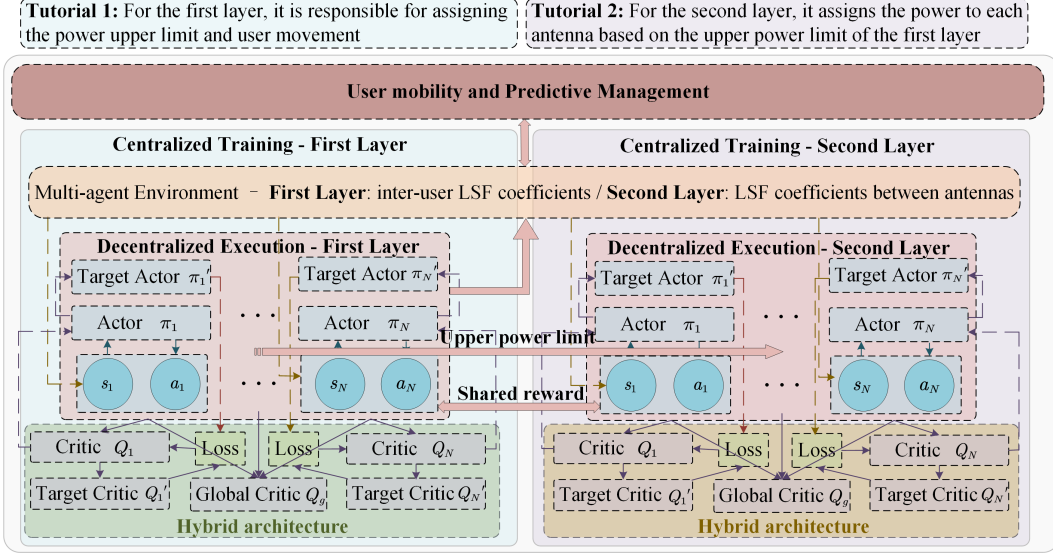 Tutorial 1: For the first layer, it is responsible for assigning
the power upper limit and user movement
Tutorial 2: For the second layer, it assigns the power to each
antenna based on the upper power limit of the first layer
User mobility and Predictive Management
Centralized Training - First Layer
Centralized Training - Second Layer
Multi-agent Environment - First Layer: inter-user LSF coefficients / Second Layer: LSF coefficients between antennas
Decentralized Execution - First Layer
Target Actor π1′
Target Actor πN′
Actor π1
...
Actor πN
s1
a1
...
sN
aN
Critic Q1
Loss
Loss
Critic QN
Target Critic Q1′
Global Critic Qg
Target Critic QN′
Hybrid architecture
Upper power limit
Shared reward
Decentralized Execution - Second Layer
Target Actor π1′
Target Actor πN′
Actor π1
...
Actor πN
s1
a1
...
sN
aN
Critic Q1
Loss
Loss
Critic QN
Target Critic Q1′
Global Critic Qg
Target Critic QN′
Hybrid architecture